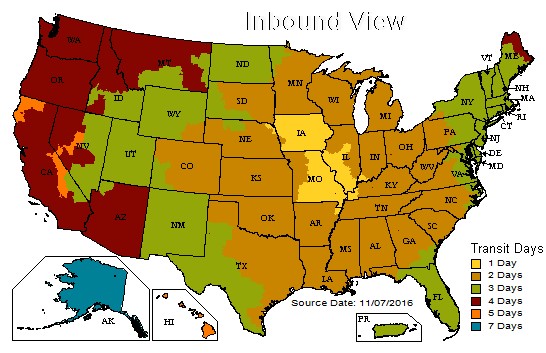 Inbound View
WA
MT
ND
MN
ME
VT
OR
ID
SD
WI
MI
NY
NH
MA
WY
RI
CT
NE
IA
PA
NJ
NV
UT
CO
IL
IN
OH
DE
MD
CA
KS
MO
WV
VA
KY
AZ
NM
OK
AR
TN
NC
SC
MS
AL
GA
TX
LA
FL
Transit Days
1 Day
2 Days
3 Days
4 Days
5 Days
7 Days
Source Date: 11/07/2016
AK
HI
PR